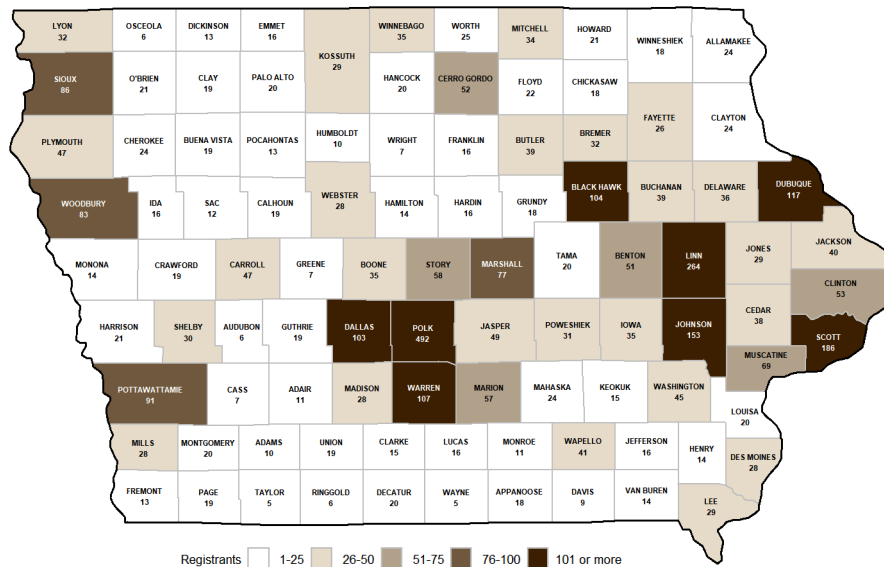 LYON
32
OSCEOLA
6
DICKINSON
13
EMMET
16
KOSSUTH
29
WINNEBAGO
35
WORTH
25
MITCHELL
34
HOWARD
21
WINNESHIEK
18
ALLAMAKEE
24
SIOUX
86
O'BRIEN
21
CLAY
19
PALO ALTO
20
HANCOCK
20
CERRO GORDO
52
FLOYD
22
CHICKASAW
18
FAYETTE
26
CLAYTON
24
PLYMOUTH
47
CHEROKEE
24
BUENA VISTA
19
POCAHONTAS
13
HUMBOLDT
10
WRIGHT
7
FRANKLIN
16
BUTLER
39
BREMER
32
WOODBURY
83
IDA
16
SAC
12
CALHOUN
19
WEBSTER
28
HAMILTON
14
HARDIN
16
GRUNDY
18
BLACK HAWK
104
BUCHANAN
39
DELAWARE
36
DUBUQUE
117
MONONA
14
CRAWFORD
19
CARROLL
47
GREENE
7
BOONE
35
STORY
58
MARSHALL
77
TAMA
20
BENTON
51
LINN
264
JONES
29
JACKSON
40
CLINTON
53
HARRISON
21
SHELBY
30
AUDUBON
6
GUTHRIE
19
DALLAS
103
POLK
492
JASPER
49
POWESHIEK
31
IOWA
35
JOHNSON
153
CEDAR
38
SCOTT
186
MUSCATINE
69
POTTAWATTAMIE
91
CASS
7
ADAIR
11
MADISON
28
WARREN
107
MARION
57
MAHASKA
24
KEOKUK
15
WASHINGTON
45
LOUISA
20
MILLS
28
MONTGOMERY
20
ADAMS
10
UNION
19
CLARKE
15
LUCAS
16
MONROE
11
WAPELLO
41
JEFFERSON
16
HENRY
14
DES MOINES
28
FREMONT
13
PAGE
19
TAYLOR
5
RINGGOLD
6
DECATUR
20
WAYNE
5
APPANOOSE
18
DAVIS
9
VAN BUREN
14
LEE
29
Registrants 1-25 26-50 51-75 76-100 101 or more